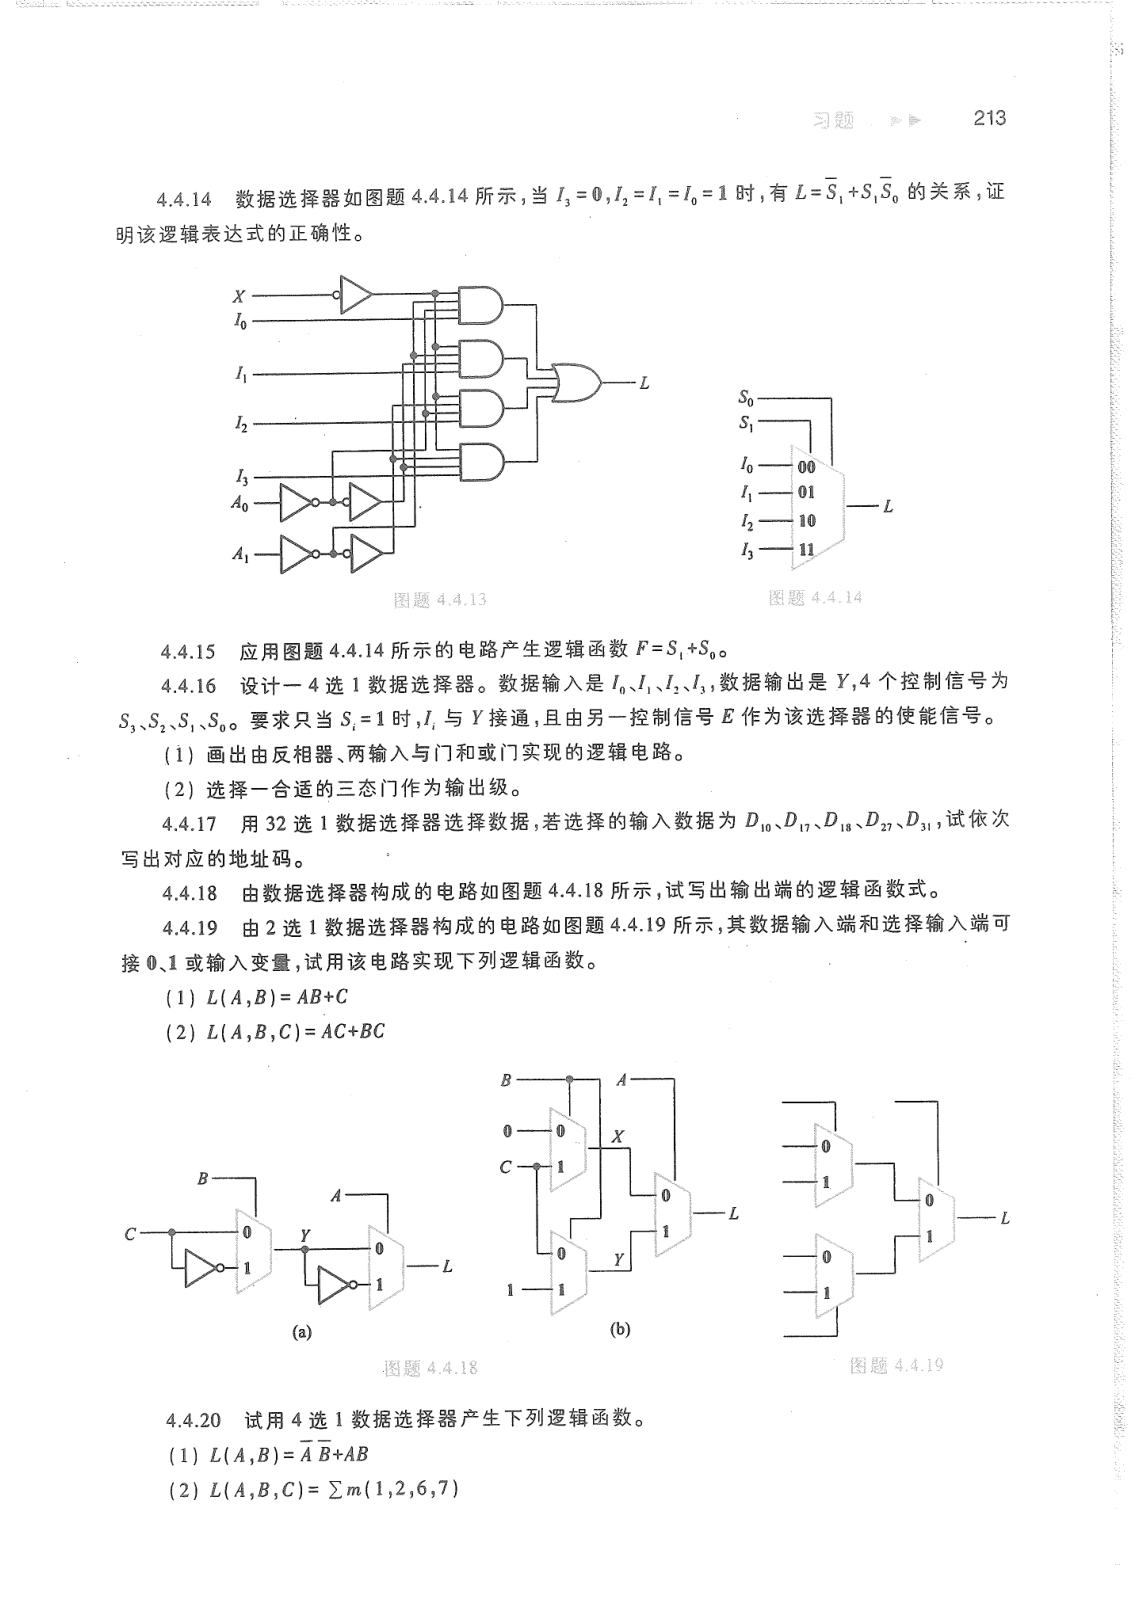 习题 213
4.4.14 数据选择器如图题 4.4.14 所示,当 I₃=0,I₂=I₁=I₀=1 时,有 L=S̅₁+S₁S̅₀ 的关系,证
明该逻辑表达式的正确性。
X
I₀
I₁
I₂
I₃
A₀
A₁
L
图题 4.4.13
S₀
S₁
I₀ 00
I₁ 01
I₂ 10
I₃ 11
L
图题 4.4.14
4.4.15 应用图题 4.4.14 所示的电路产生逻辑函数 F=S₁+S₀。
4.4.16 设计一 4 选 1 数据选择器。数据输入是 I₀、I₁、I₂、I₃,数据输出是 Y,4 个控制信号为
S₃、S₂、S₁、S₀。要求只当 Sᵢ=1 时,Iᵢ 与 Y 接通,且由另一控制信号 E 作为该选择器的使能信号。
(1) 画出由反相器、两输入与门和或门实现的逻辑电路。
(2) 选择一合适的三态门作为输出级。
4.4.17 用 32 选 1 数据选择器选择数据,若选择的输入数据为 D₁₀、D₁₇、D₁₈、D₂₇、D₃₁,试依次
写出对应的地址码。
4.4.18 由数据选择器构成的电路如图题 4.4.18 所示,试写出输出端的逻辑函数式。
4.4.19 由 2 选 1 数据选择器构成的电路如图题 4.4.19 所示,其数据输入端和选择输入端可
接 0、1 或输入变量,试用该电路实现下列逻辑函数。
(1) L(A,B)=AB+C
(2) L(A,B,C)=AC+BC
B
C
0
1
Y
A
0
1
L
(a)
B
A
0 0
C 1
X
0
1 1
Y
0
1
L
(b)
图题 4.4.18
0
1
0
1
0
1
L
图题 4.4.19
4.4.20 试用 4 选 1 数据选择器产生下列逻辑函数。
(1) L(A,B)=A̅ B̅+AB
(2) L(A,B,C)= ∑m(1,2,6,7)